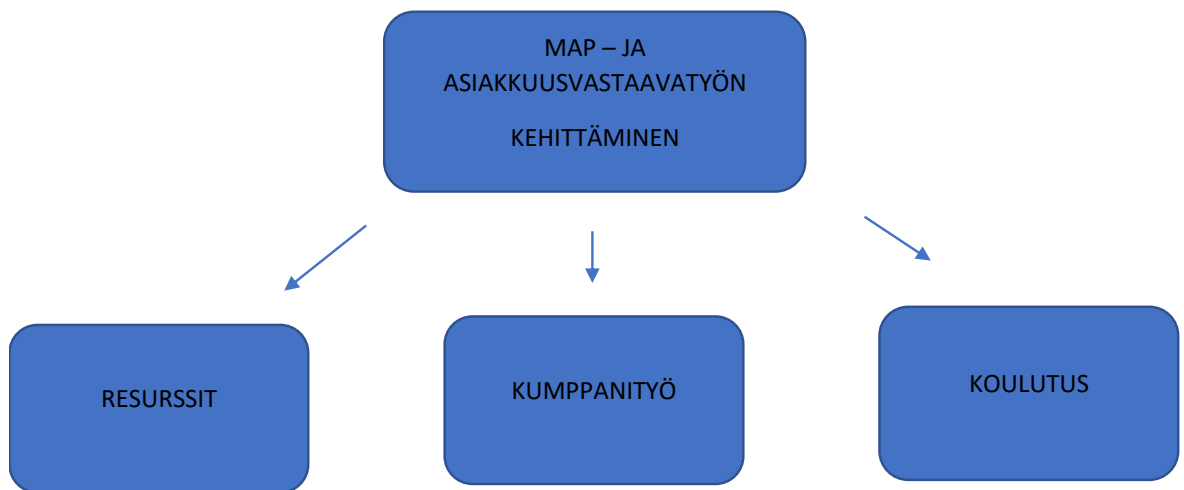 MAP – JA
ASIAKKUUSVASTAAVATYÖN
KEHITTÄMINEN
RESURSSIT
KUMPPANITYÖ
KOULUTUS